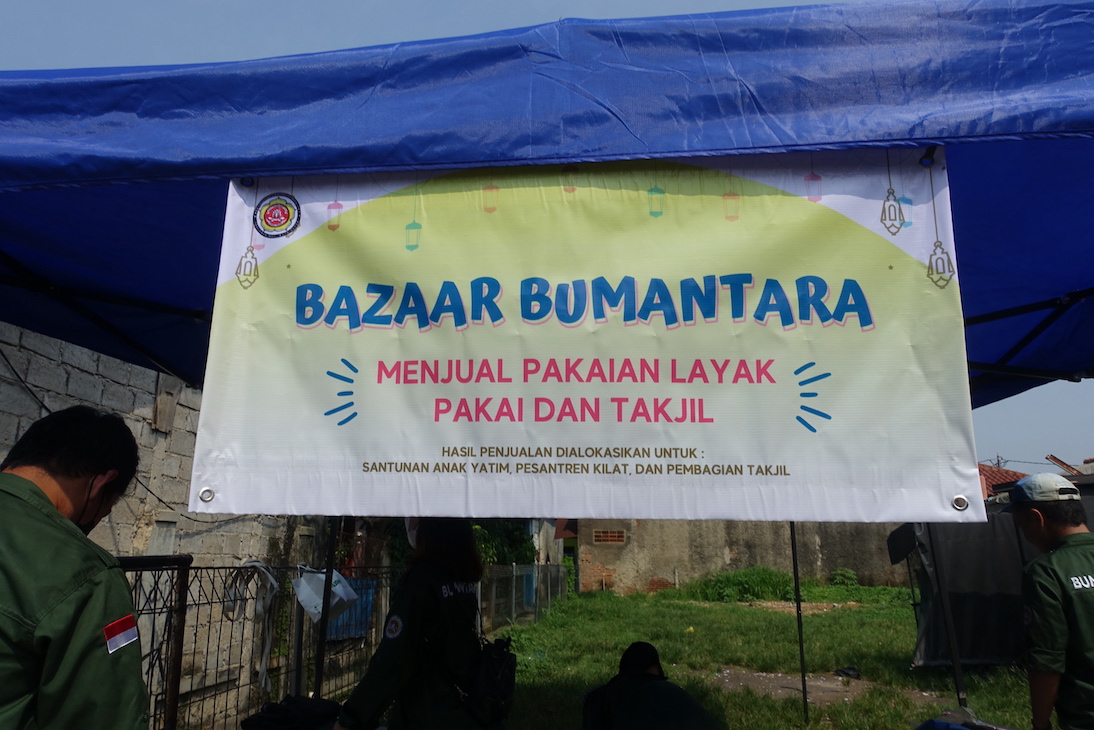 BAZAAR BUMANTARA
MENJUAL PAKAIAN LAYAK
PAKAI DAN TAKJIL
HASIL PENJUALAN DIALOKASIKAN UNTUK :
SANTUNAN ANAK YATIM, PESANTREN KILAT, DAN PEMBAGIAN TAKJIL
BUM